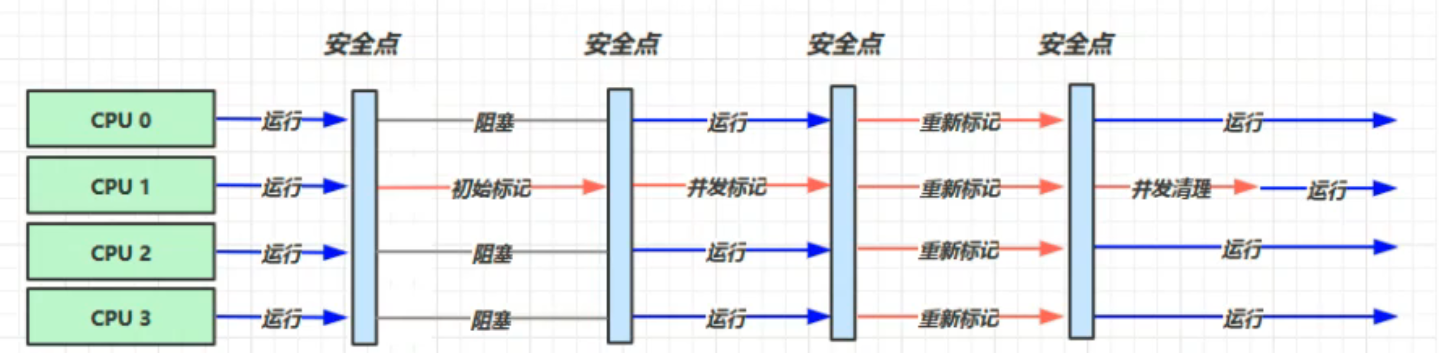 安全点 安全点 安全点 安全点
CPU 0 运行 阻塞 运行 重新标记 运行
CPU 1 运行 初始标记 并发标记 重新标记 并发清理 运行
CPU 2 运行 阻塞 运行 重新标记 运行
CPU 3 运行 阻塞 运行 重新标记 运行